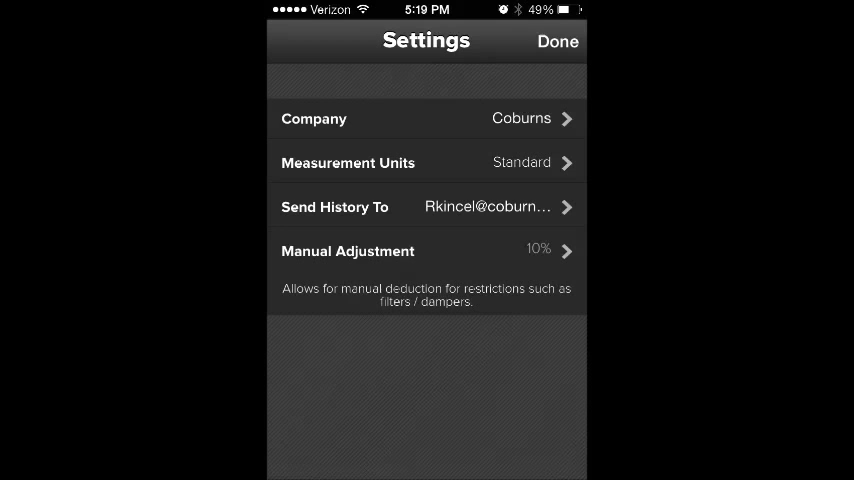 Verizon 5:19 PM 49%
Settings Done
Company Coburns
Measurement Units Standard
Send History To Rkincel@coburn...
Manual Adjustment 10%
Allows for manual deduction for restrictions such as
filters / dampers.